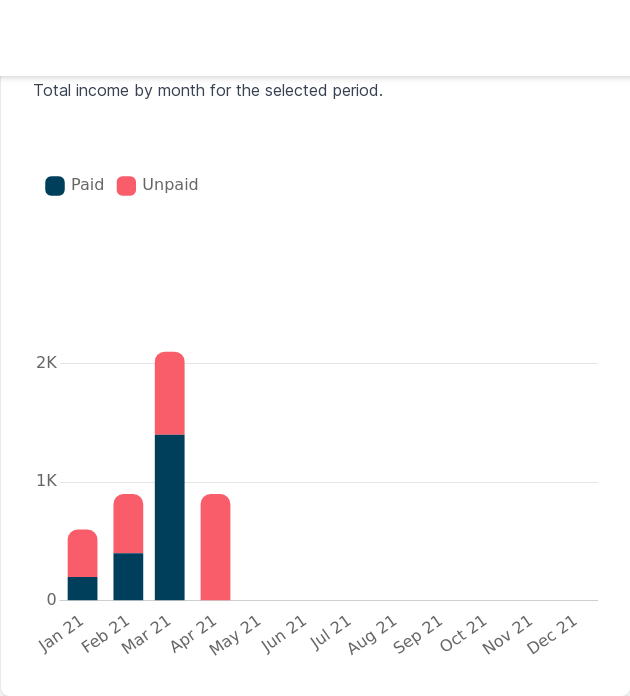 Total income by month for the selected period.
Paid Unpaid
2K
1K
0
Jan 21 Feb 21 Mar 21 Apr 21 May 21 Jun 21 Jul 21 Aug 21 Sep 21 Oct 21 Nov 21 Dec 21